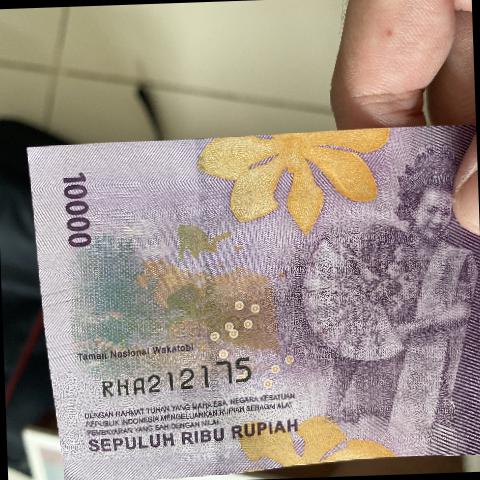 10000
Taman Nasional Wakatobi
RHA212175
DENGAN RAHMAT TUHAN YANG MAHA ESA, NEGARA KESATUAN
REPUBLIK INDONESIA MENGELUARKAN RUPIAH SEBAGAI ALAT
PEMBAYARAN YANG SAH DENGAN NILAI
SEPULUH RIBU RUPIAH